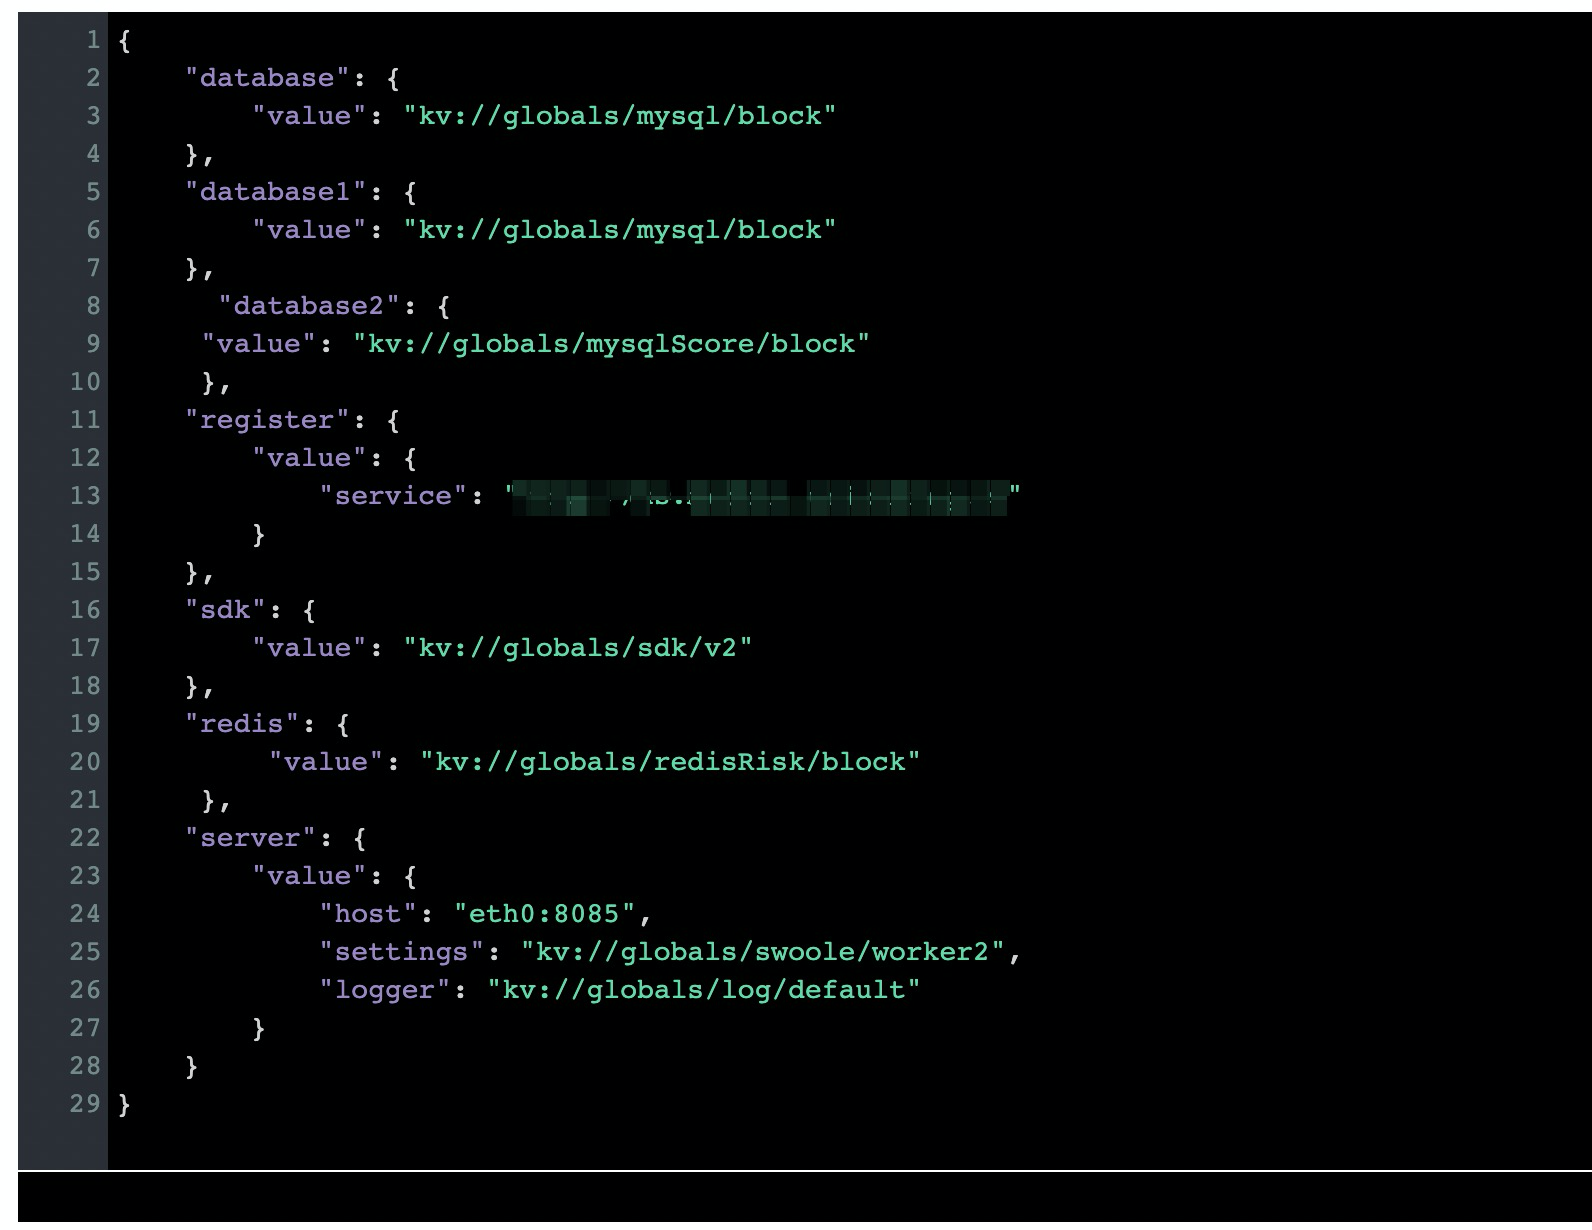 1 {
2     "database": {
3         "value": "kv://globals/mysql/block"
4     },
5     "database1": {
6         "value": "kv://globals/mysql/block"
7     },
8       "database2": {
9      "value": "kv://globals/mysqlScore/block"
10      },
11     "register": {
12         "value": {
13             "service": ""
14         }
15     },
16     "sdk": {
17         "value": "kv://globals/sdk/v2"
18     },
19     "redis": {
20          "value": "kv://globals/redisRisk/block"
21      },
22     "server": {
23         "value": {
24             "host": "eth0:8085",
25             "settings": "kv://globals/swoole/worker2",
26             "logger": "kv://globals/log/default"
27         }
28     }
29 }